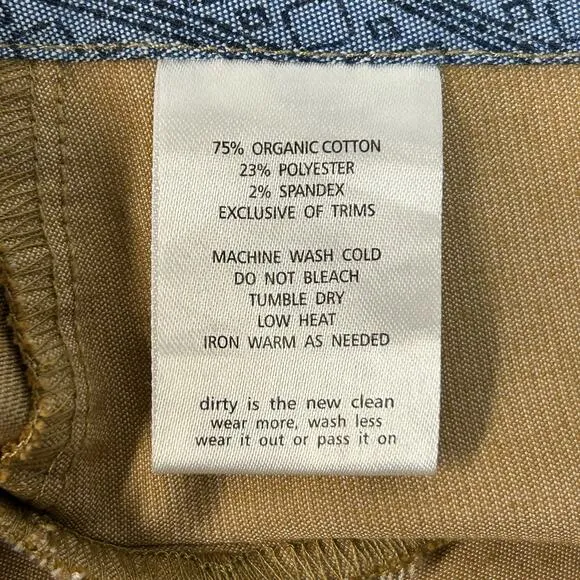 75% ORGANIC COTTON
23% POLYESTER
2% SPANDEX
EXCLUSIVE OF TRIMS
MACHINE WASH COLD
DO NOT BLEACH
TUMBLE DRY
LOW HEAT
IRON WARM AS NEEDED
dirty is the new clean
wear more, wash less
wear it out or pass it on